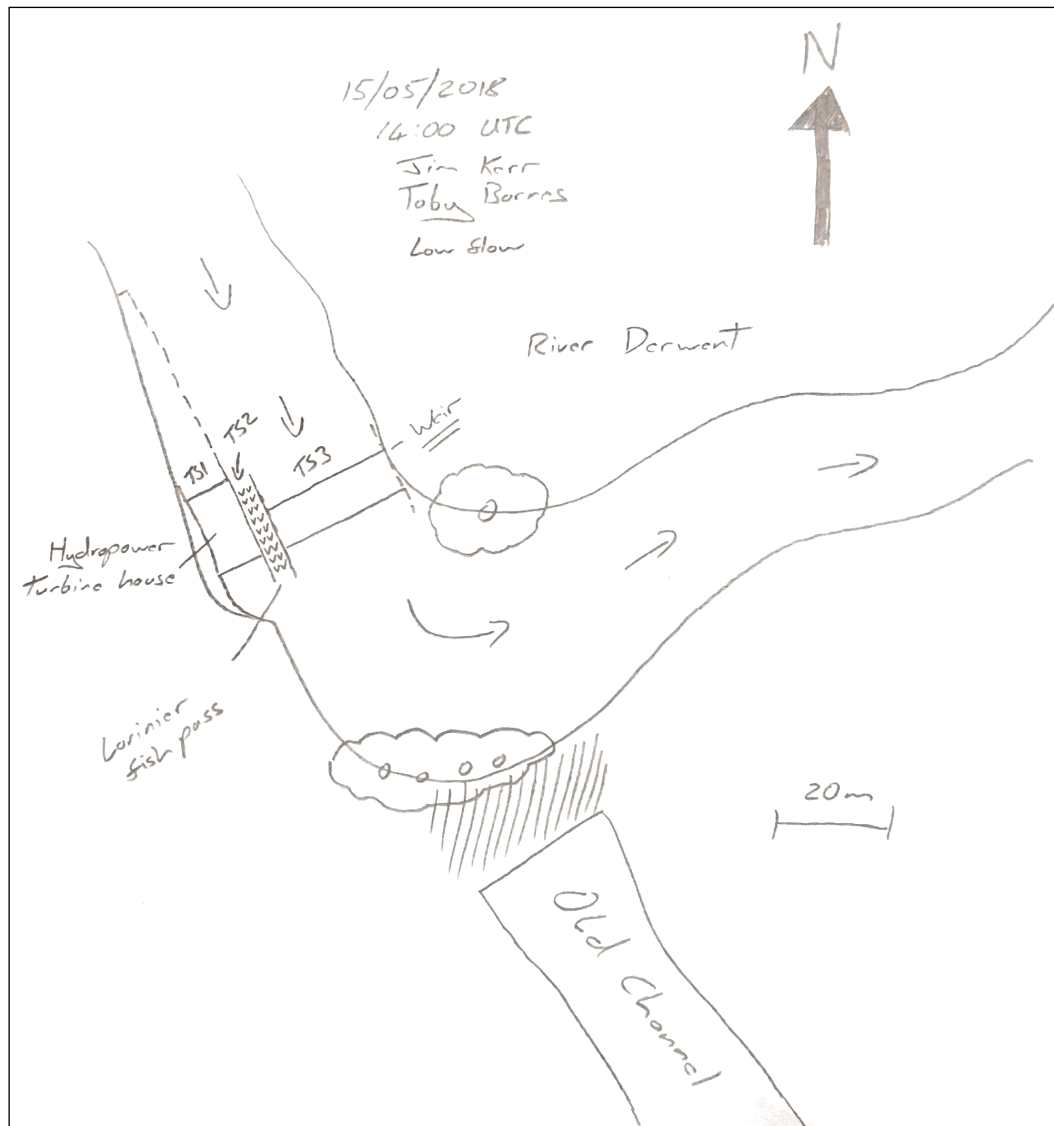 N
15/05/2018
14:00 UTC
Jim Kerr
Toby Barnes
Low flow
River Derwent
Weir
TS1
TS2
TS3
Hydropower
turbine house
Larinier
fish pass
20m
Old Channel